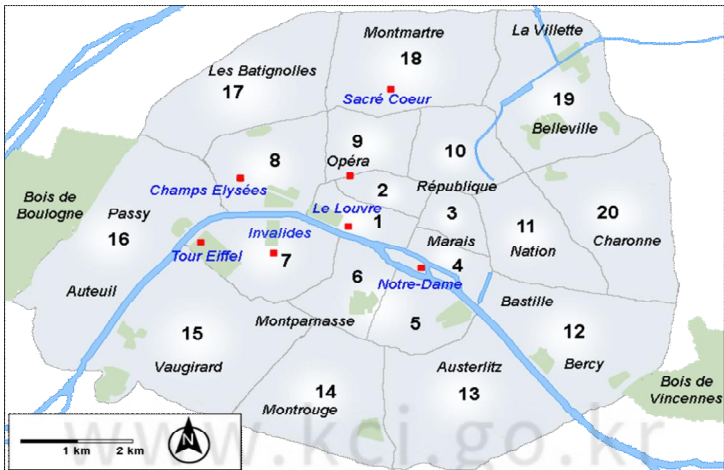 Montmartre
18
La Villette
Les Batignolles
17
Sacré Coeur
19
Belleville
9
Opéra
10
8
Champs Elysées
2
République
Bois de
Boulogne
Passy
16
Le Louvre
1
3
Marais
11
Nation
20
Charonne
Invalides
7
Tour Eiffel
4
Notre-Dame
6
5
Auteuil
Montparnasse
Bastille
12
Bercy
15
Vaugirard
Austerlitz
13
14
Montrouge
Bois de
Vincennes
N
1 km 2 km
www.kci.go.kr